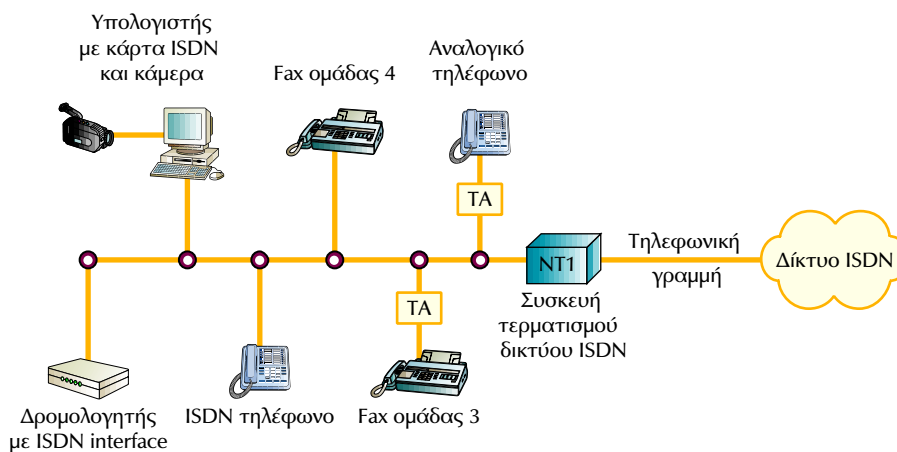 Υπολογιστής
με κάρτα ISDN
και κάμερα
Fax ομάδας 4
Αναλογικό
τηλέφωνο
TA
NT1
Τηλεφωνική
γραμμή
Δίκτυο ISDN
Συσκευή
τερματισμού
δικτύου ISDN
TA
Δρομολογητής
με ISDN interface
ISDN τηλέφωνο
Fax ομάδας 3